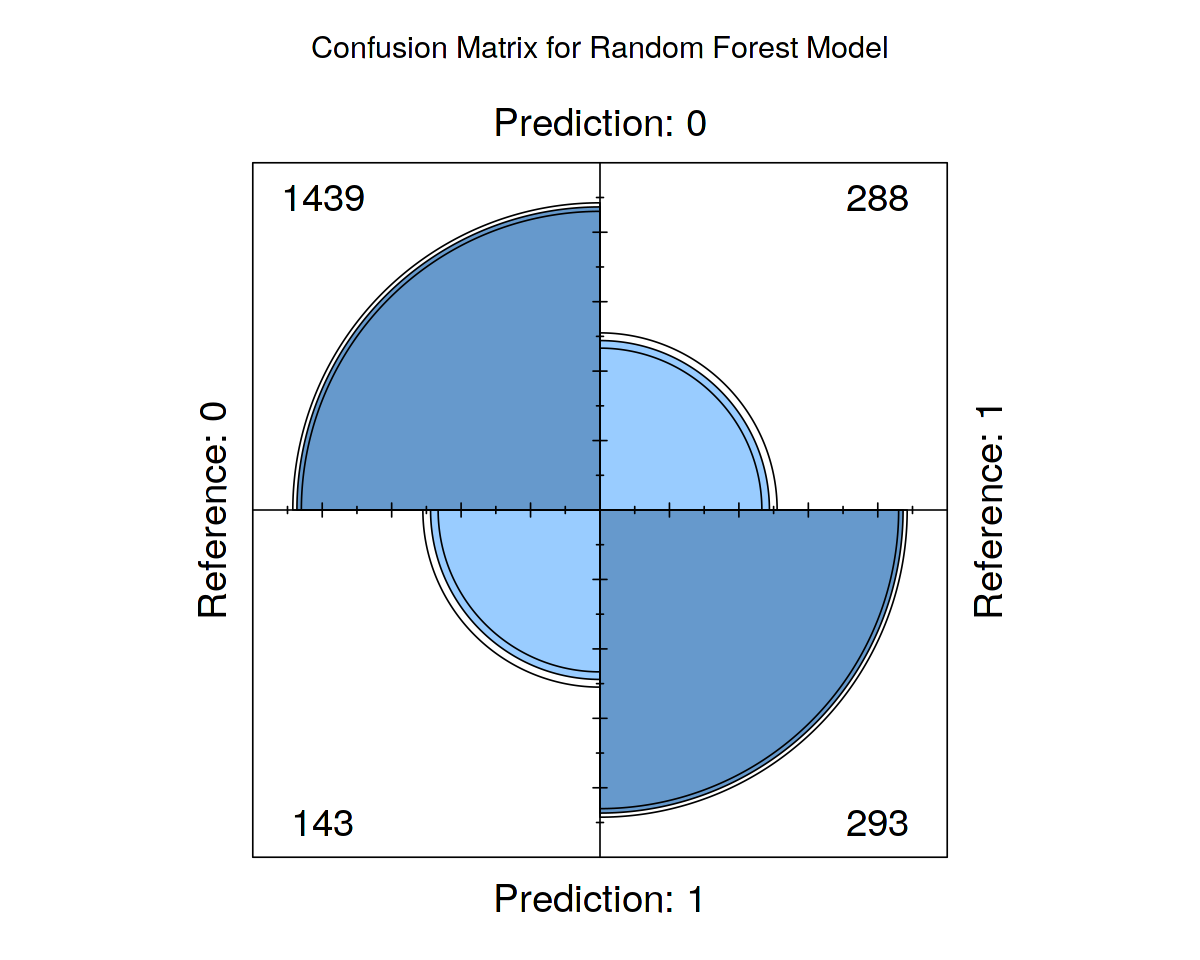 Confusion Matrix for Random Forest Model
Prediction: 0
1439
288
Reference: 0
Reference: 1
143
293
Prediction: 1